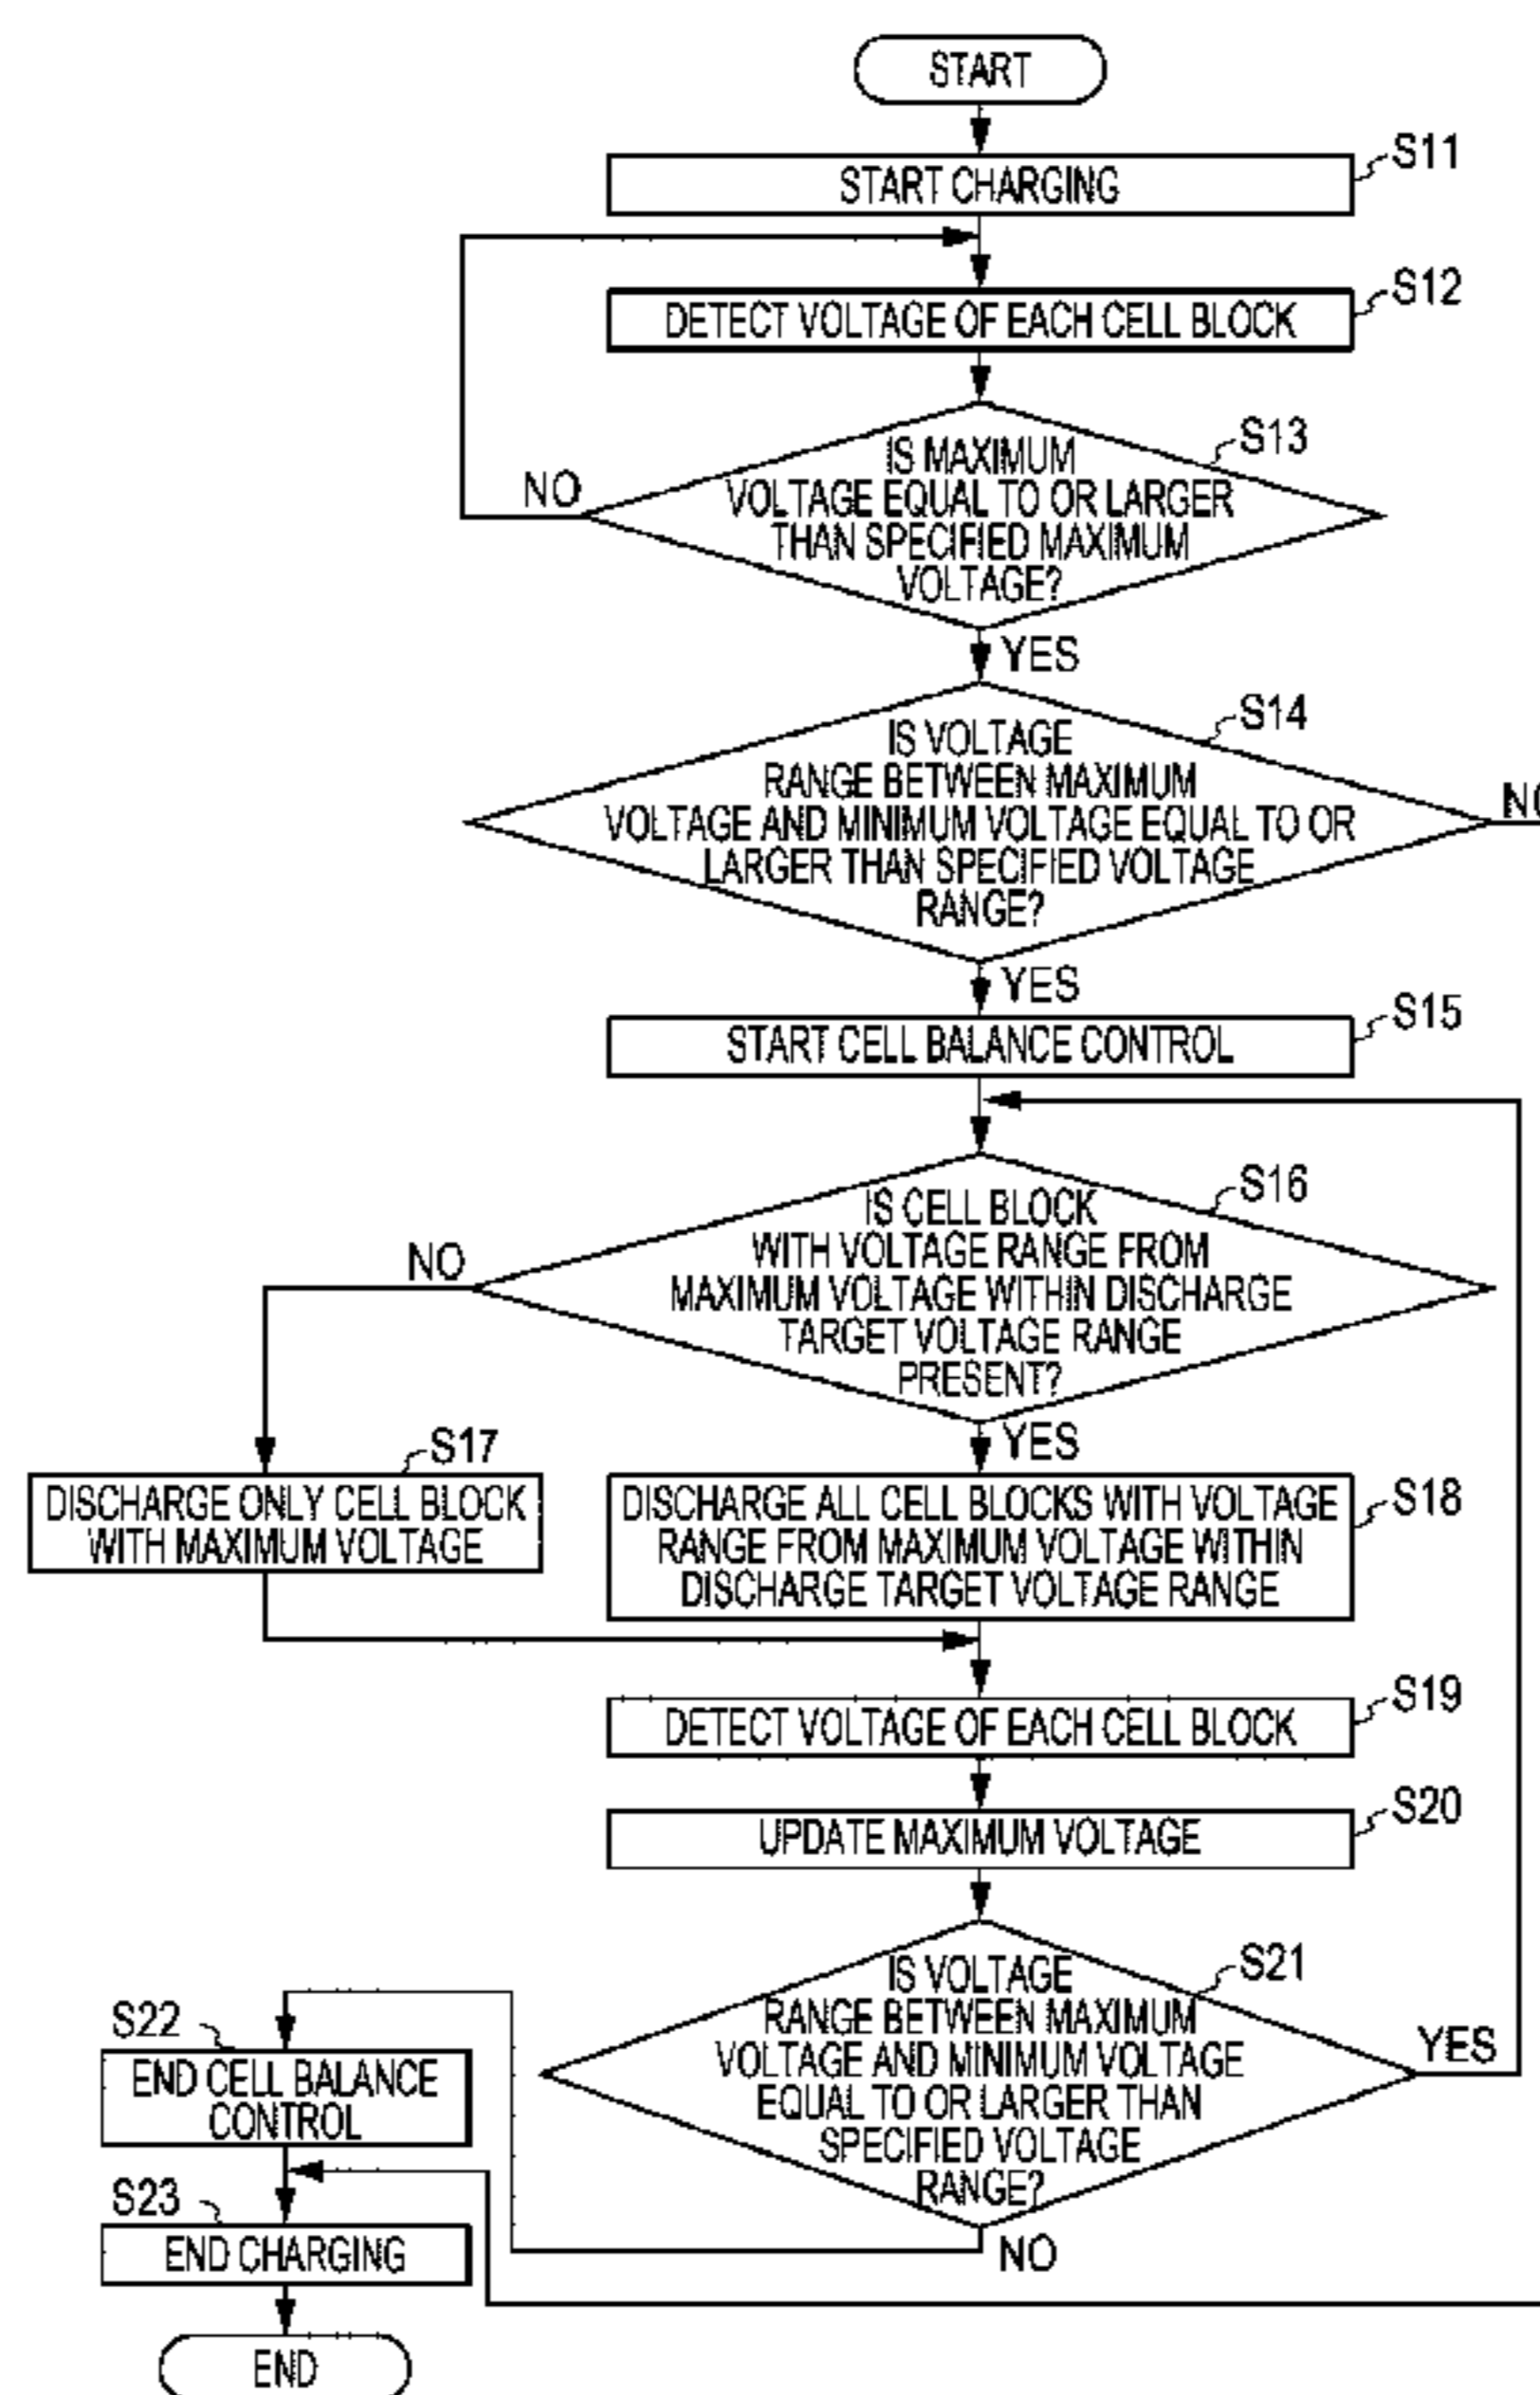 START
S11
START CHARGING
S12
DETECT VOLTAGE OF EACH CELL BLOCK
S13
IS MAXIMUM
VOLTAGE EQUAL TO OR LARGER
THAN SPECIFIED MAXIMUM
VOLTAGE?
NO
YES
S14
IS VOLTAGE
RANGE BETWEEN MAXIMUM
VOLTAGE AND MINIMUM VOLTAGE EQUAL TO OR
LARGER THAN SPECIFIED VOLTAGE
RANGE?
NO
YES
S15
START CELL BALANCE CONTROL
S16
IS CELL BLOCK
WITH VOLTAGE RANGE FROM
MAXIMUM VOLTAGE WITHIN DISCHARGE
TARGET VOLTAGE RANGE
PRESENT?
NO
YES
S17
DISCHARGE ONLY CELL BLOCK
WITH MAXIMUM VOLTAGE
S18
DISCHARGE ALL CELL BLOCKS WITH VOLTAGE
RANGE FROM MAXIMUM VOLTAGE WITHIN
DISCHARGE TARGET VOLTAGE RANGE
S19
DETECT VOLTAGE OF EACH CELL BLOCK
S20
UPDATE MAXIMUM VOLTAGE
S21
IS VOLTAGE
RANGE BETWEEN MAXIMUM
VOLTAGE AND MINIMUM VOLTAGE
EQUAL TO OR LARGER THAN
SPECIFIED VOLTAGE
RANGE?
YES
NO
S22
END CELL BALANCE
CONTROL
S23
END CHARGING
END